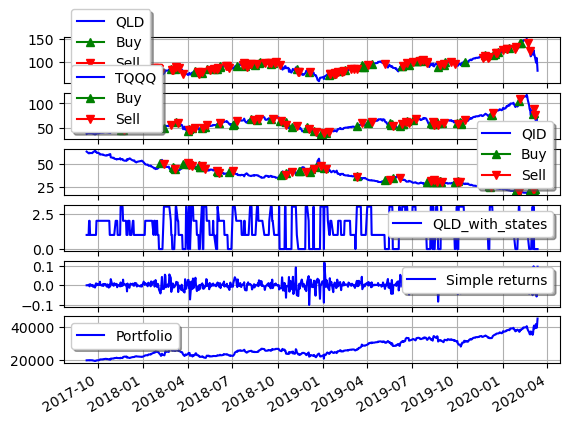 QLD
Buy
Sell
150
100
TQQQ
Buy
Sell
100
50
QID
Buy
Sell
50
25
QLD_with_states
2.5
0.0
Simple returns
0.1
0.0
-0.1
Portfolio
40000
20000
2017-10
2018-01
2018-04
2018-07
2018-10
2019-01
2019-04
2019-07
2019-10
2020-01
2020-04